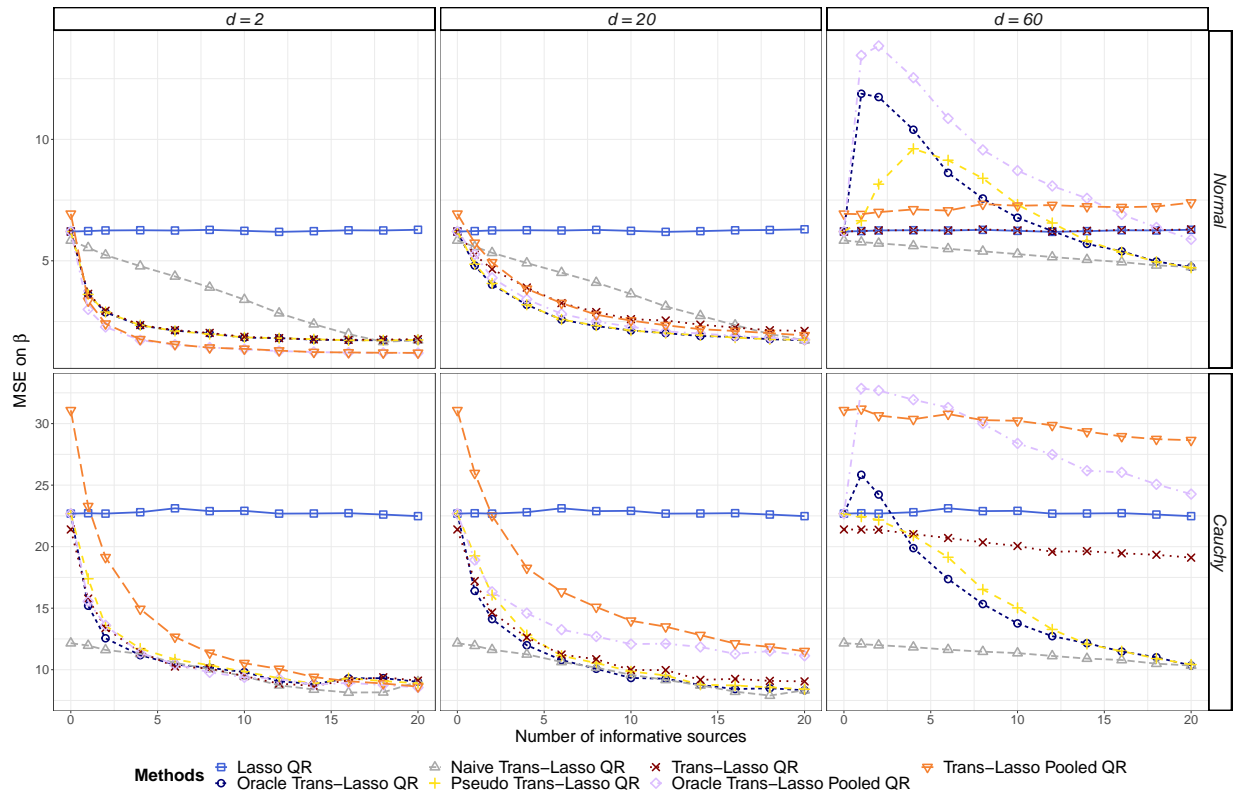 d = 2
d = 20
d = 60
10
5
Normal
MSE on β
30
25
20
15
10
Cauchy
0 5 10 15 20
0 5 10 15 20
0 5 10 15 20
Number of informative sources
Methods
Lasso QR Naive Trans−Lasso QR Trans−Lasso QR Trans−Lasso Pooled QR
Oracle Trans−Lasso QR Pseudo Trans−Lasso QR Oracle Trans−Lasso Pooled QR